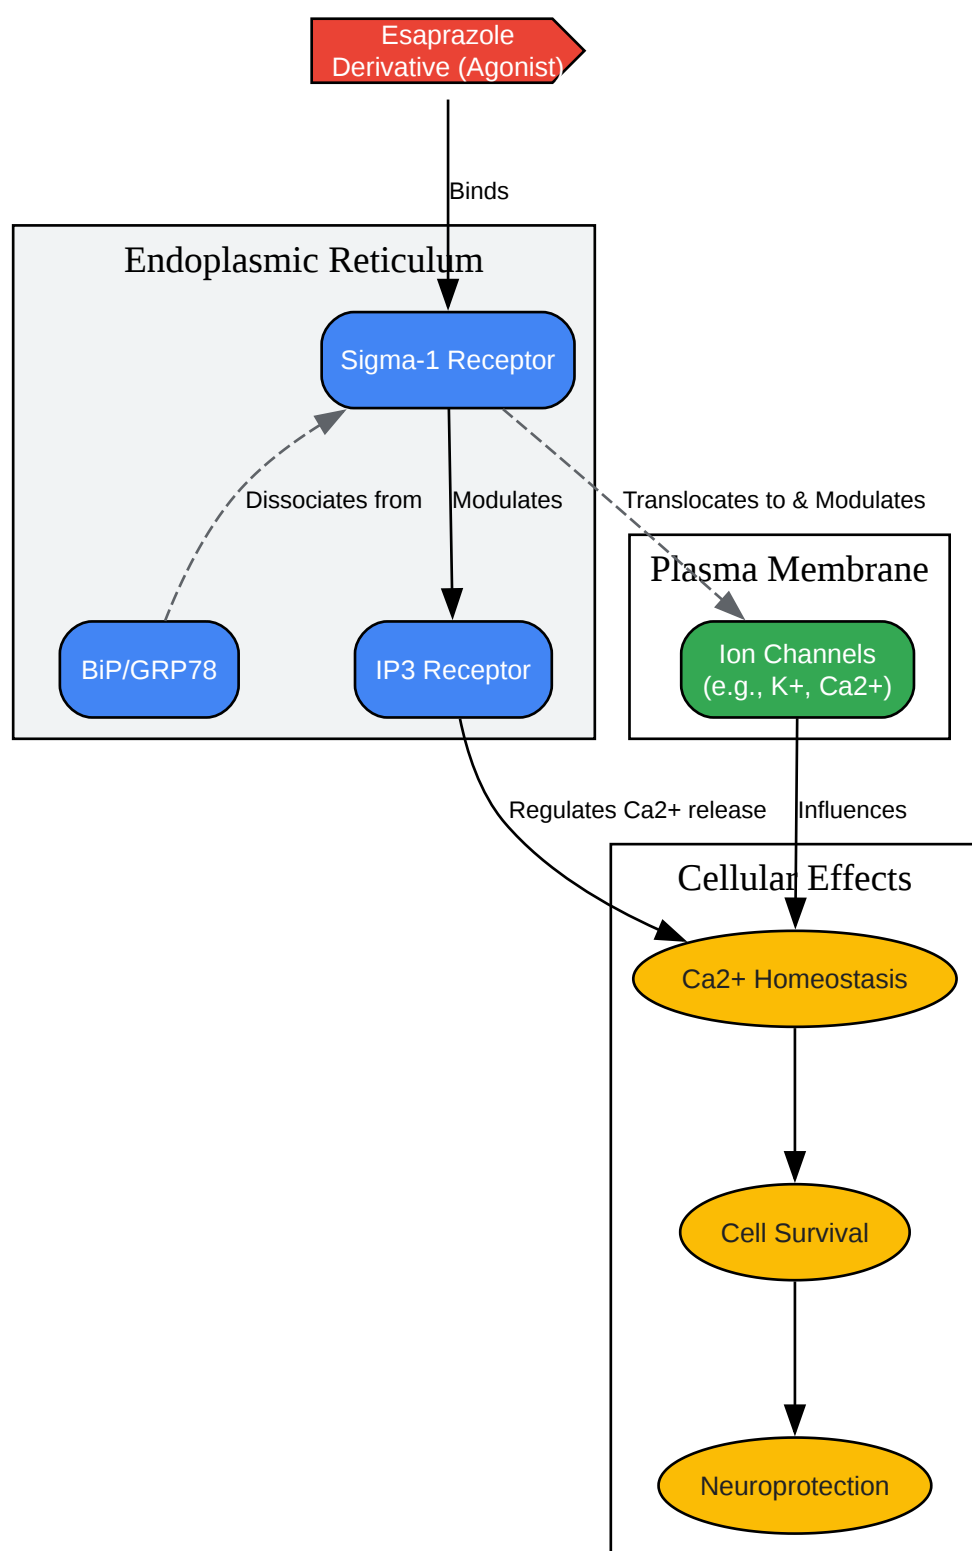 Esaprazole
Derivative (Agonist)
Binds
Endoplasmic Reticulum
Sigma-1 Receptor
Dissociates from
Modulates
Translocates to & Modulates
Plasma Membrane
BiP/GRP78
IP3 Receptor
Ion Channels
(e.g., K+, Ca2+)
Regulates Ca2+ release
Influences
Cellular Effects
Ca2+ Homeostasis
Cell Survival
Neuroprotection